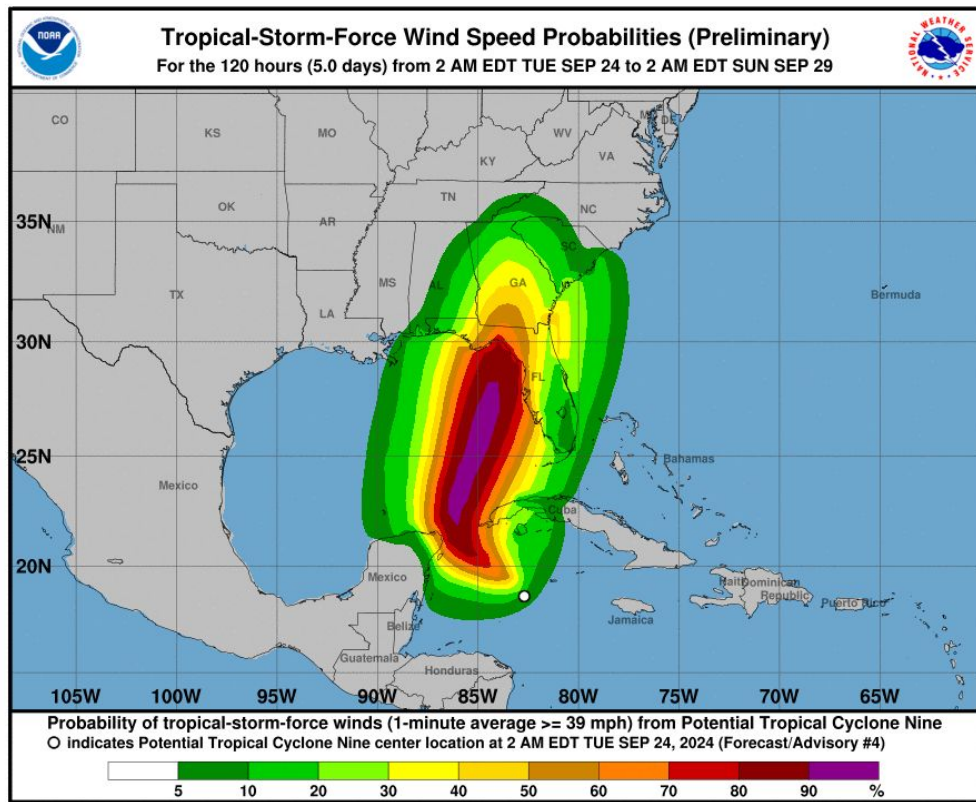 NOAA
Tropical-Storm-Force Wind Speed Probabilities (Preliminary)
For the 120 hours (5.0 days) from 2 AM EDT TUE SEP 24 to 2 AM EDT SUN SEP 29
NATIONAL WEATHER SERVICE
CO
KS
MO
WV
DE
KY
VA
TN
NC
OK
AR
35N
NM
SC
MS
AL
GA
TX
LA
Bermuda
30N
FL
25N
Bahamas
Mexico
Cuba
20N
Mexico
Haiti
Dominican
Republic
Puerto Rico
Jamaica
Belize
Guatemala
Honduras
105W 100W 95W 90W 85W 80W 75W 70W 65W
Probability of tropical-storm-force winds (1-minute average >= 39 mph) from Potential Tropical Cyclone Nine
indicates Potential Tropical Cyclone Nine center location at 2 AM EDT TUE SEP 24, 2024 (Forecast/Advisory #4)
5 10 20 30 40 50 60 70 80 90 %